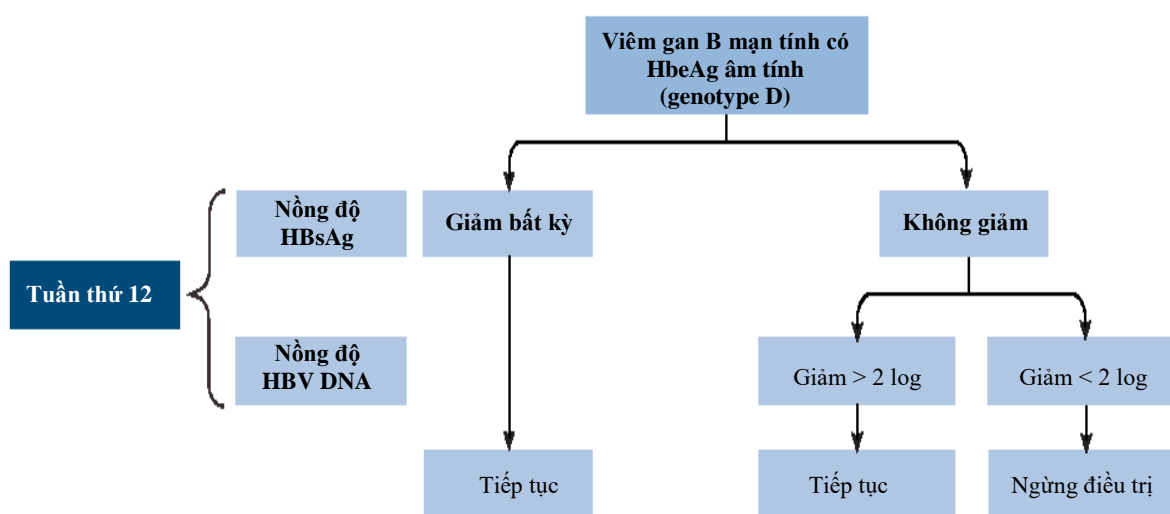 Viêm gan B mạn tính có
HbeAg âm tính
(genotype D)
Nồng độ
HBsAg
Giảm bất kỳ
Không giảm
Tuần thứ 12
Nồng độ
HBV DNA
Giảm > 2 log
Giảm < 2 log
Tiếp tục
Tiếp tục
Ngừng điều trị